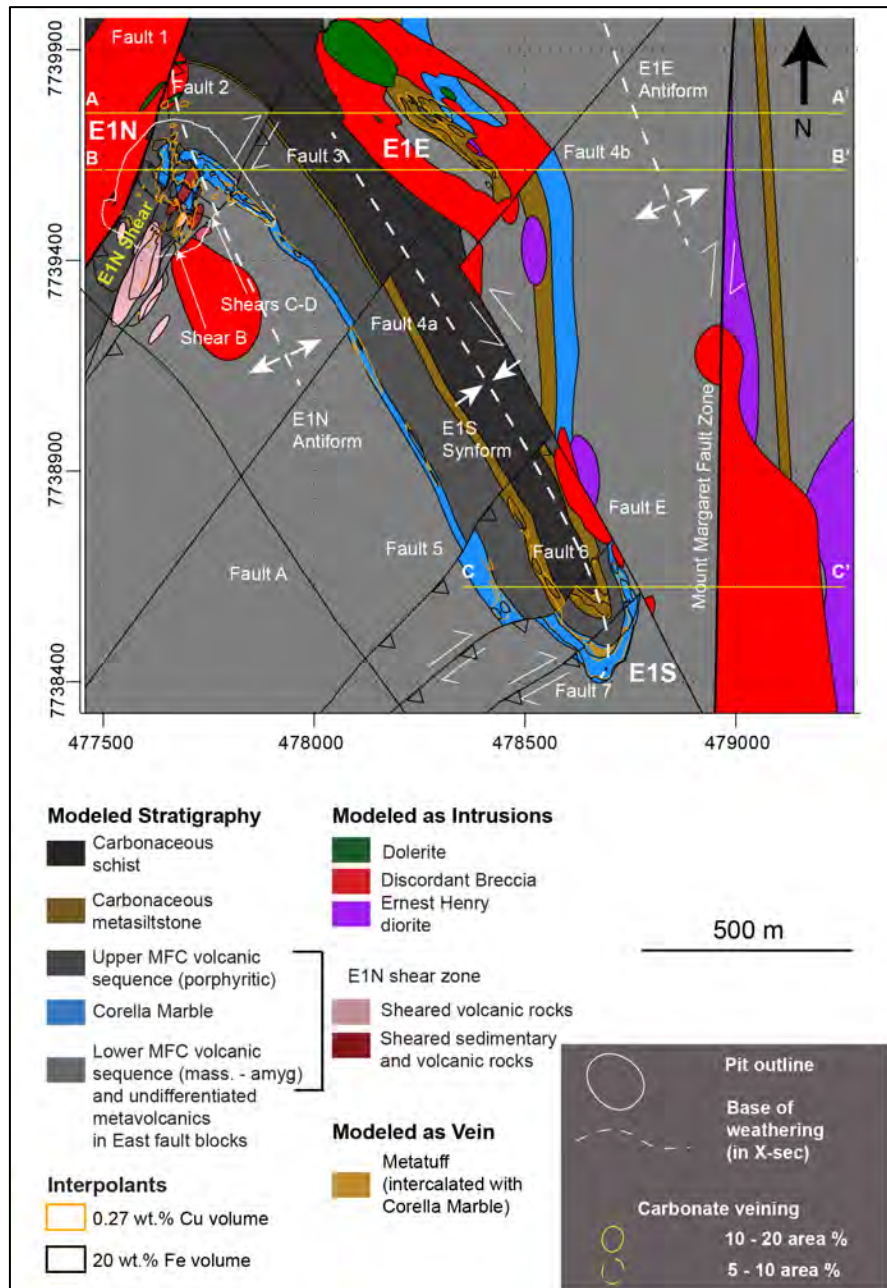 7739900
7739400
7738900
7738400
477500
478000
478500
479000
Fault 1
Fault 2
A
A'
E1N
B
B'
E1E
Fault 3
Fault 4b
E1E
Antiform
N
E1N Shear
Shears C-D
Shear B
Fault 4a
E1N
Antiform
E1S
Synform
Mount Margaret Fault Zone
Fault E
Fault 5
Fault 6
Fault A
C
C'
E1S
Fault 7
Modeled Stratigraphy
Carbonaceous
schist
Carbonaceous
metasiltstone
Upper MFC volcanic
sequence (porphyritic)
Corella Marble
Lower MFC volcanic
sequence (mass. - amyg)
and undifferentiated
metavolcanics
in East fault blocks
Interpolants
0.27 wt.% Cu volume
20 wt.% Fe volume
Modeled as Intrusions
Dolerite
Discordant Breccia
Ernest Henry
diorite
E1N shear zone
Sheared volcanic rocks
Sheared sedimentary
and volcanic rocks
Modeled as Vein
Metatuff
(intercalated with
Corella Marble)
500 m
Pit outline
Base of
weathering
(in X-sec)
Carbonate veining
10 - 20 area %
5 - 10 area %